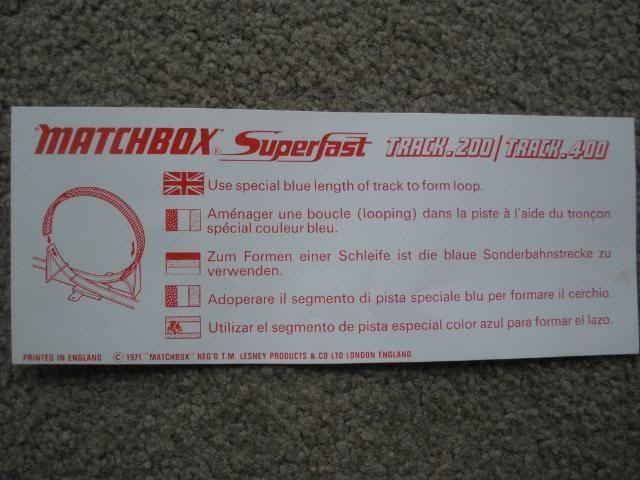 "MATCHBOX"® Superfast TRACK.200/TRACK.400
Use special blue length of track to form loop.
Aménager une boucle (looping) dans la piste à l'aide du tronçon
spécial couleur bleu.
Zum Formen einer Schleife ist die blaue Sonderbahnstrecke zu
verwenden.
Adoperare il segmento di pista speciale blu per formare il cerchio.
Utilizar el segmento de pista especial color azul para formar el lazo.
PRINTED IN ENGLAND © 1971 "MATCHBOX" REG'D T.M. LESNEY PRODUCTS & CO LTD LONDON ENGLAND